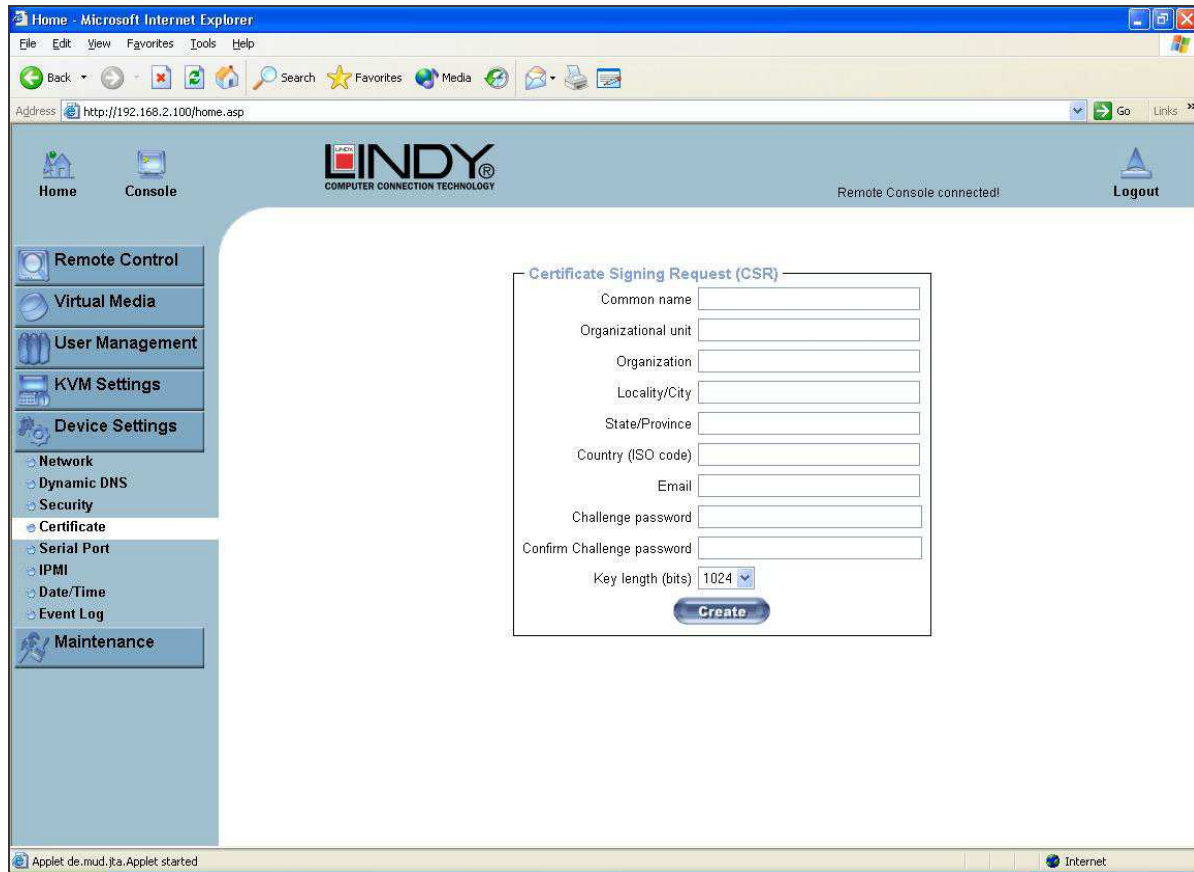 Home - Microsoft Internet Explorer
File Edit View Favorites Tools Help
Back Search Favorites Media
Address http://192.168.2.100/home.asp Go Links »
Home Console
LINDY
LINDY®
COMPUTER CONNECTION TECHNOLOGY
Remote Console connected!
Logout
Remote Control
Virtual Media
User Management
KVM Settings
Device Settings
Network
Dynamic DNS
Security
Certificate
Serial Port
IPMI
Date/Time
Event Log
Maintenance
Certificate Signing Request (CSR)
Common name
Organizational unit
Organization
Locality/City
State/Province
Country (ISO code)
Email
Challenge password
Confirm Challenge password
Key length (bits) 1024
Create
Applet de.mud.jta.Applet started Internet